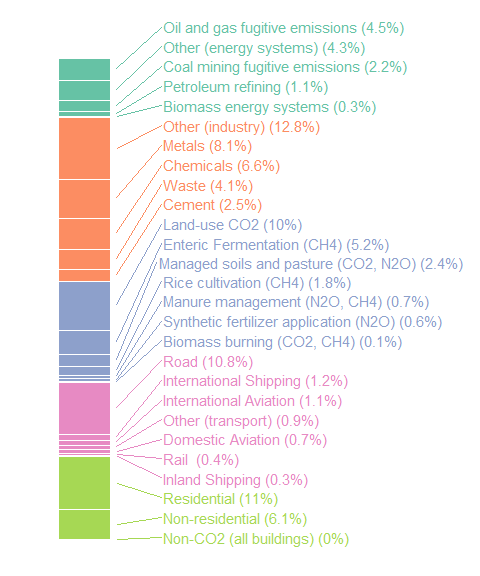 Oil and gas fugitive emissions (4.5%)
Other (energy systems) (4.3%)
Coal mining fugitive emissions (2.2%)
Petroleum refining (1.1%)
Biomass energy systems (0.3%)
Other (industry) (12.8%)
Metals (8.1%)
Chemicals (6.6%)
Waste (4.1%)
Cement (2.5%)
Land-use CO2 (10%)
Enteric Fermentation (CH4) (5.2%)
Managed soils and pasture (CO2, N2O) (2.4%)
Rice cultivation (CH4) (1.8%)
Manure management (N2O, CH4) (0.7%)
Synthetic fertilizer application (N2O) (0.6%)
Biomass burning (CO2, CH4) (0.1%)
Road (10.8%)
International Shipping (1.2%)
International Aviation (1.1%)
Other (transport) (0.9%)
Domestic Aviation (0.7%)
Rail (0.4%)
Inland Shipping (0.3%)
Residential (11%)
Non-residential (6.1%)
Non-CO2 (all buildings) (0%)